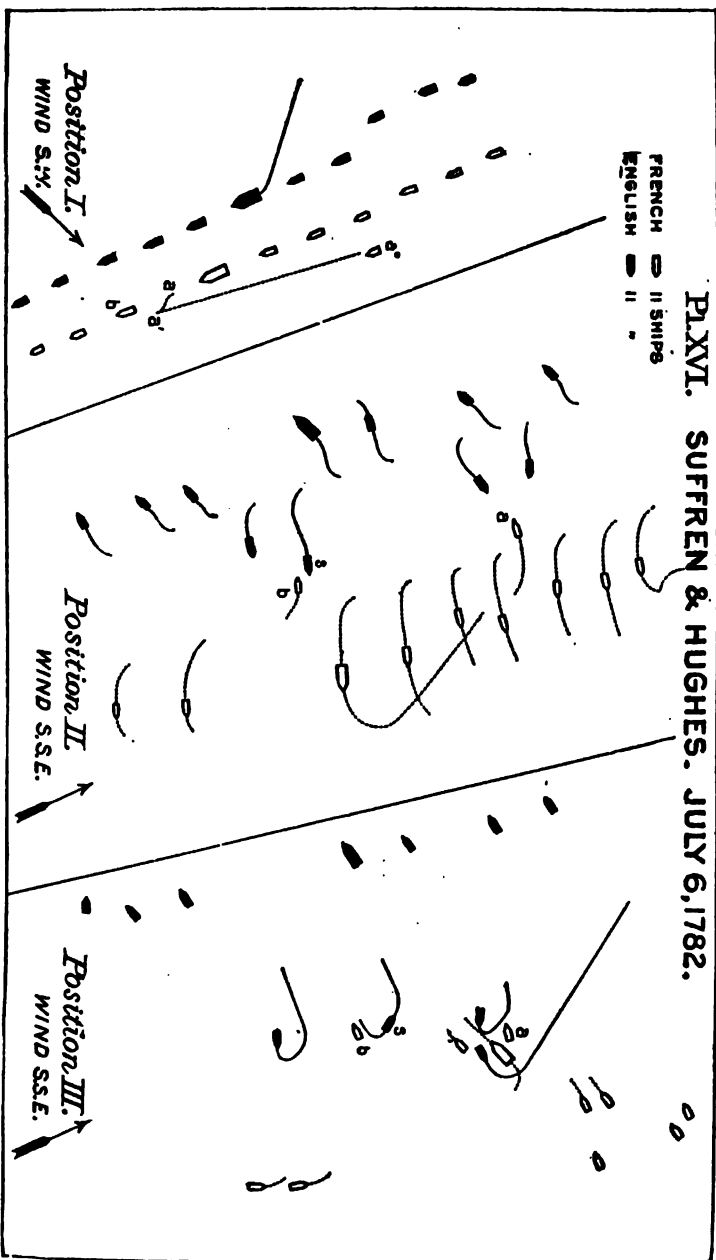 Pl.XVI. SUFFREN & HUGHES. JULY 6,1782.
FRENCH 11 SHIPS
ENGLISH 11 "
a°
a
a'
b
Position I.
WIND S.W.
a
s
b
Position II.
WIND S.S.E.
a
s
b
Position III.
WIND S.S.E.